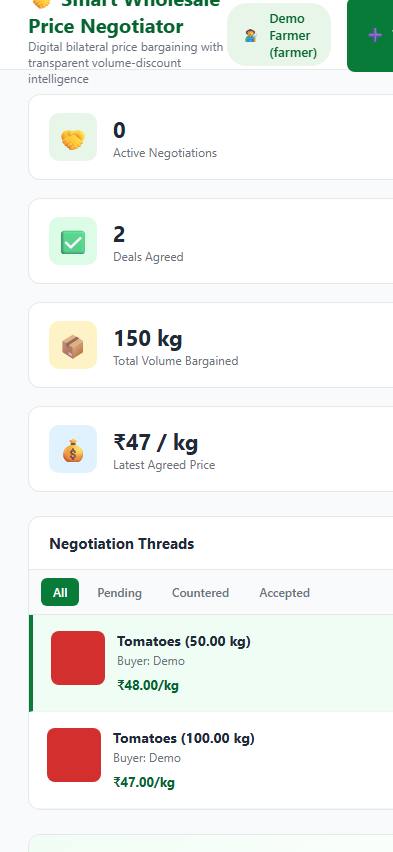 Smart Wholesale
Price Negotiator
Digital bilateral price bargaining with
transparent volume-discount
intelligence
Demo
Farmer
(farmer)
0
Active Negotiations
2
Deals Agreed
150 kg
Total Volume Bargained
₹47 / kg
Latest Agreed Price
Negotiation Threads
All Pending Countered Accepted
Tomatoes (50.00 kg)
Buyer: Demo
₹48.00/kg
Tomatoes (100.00 kg)
Buyer: Demo
₹47.00/kg